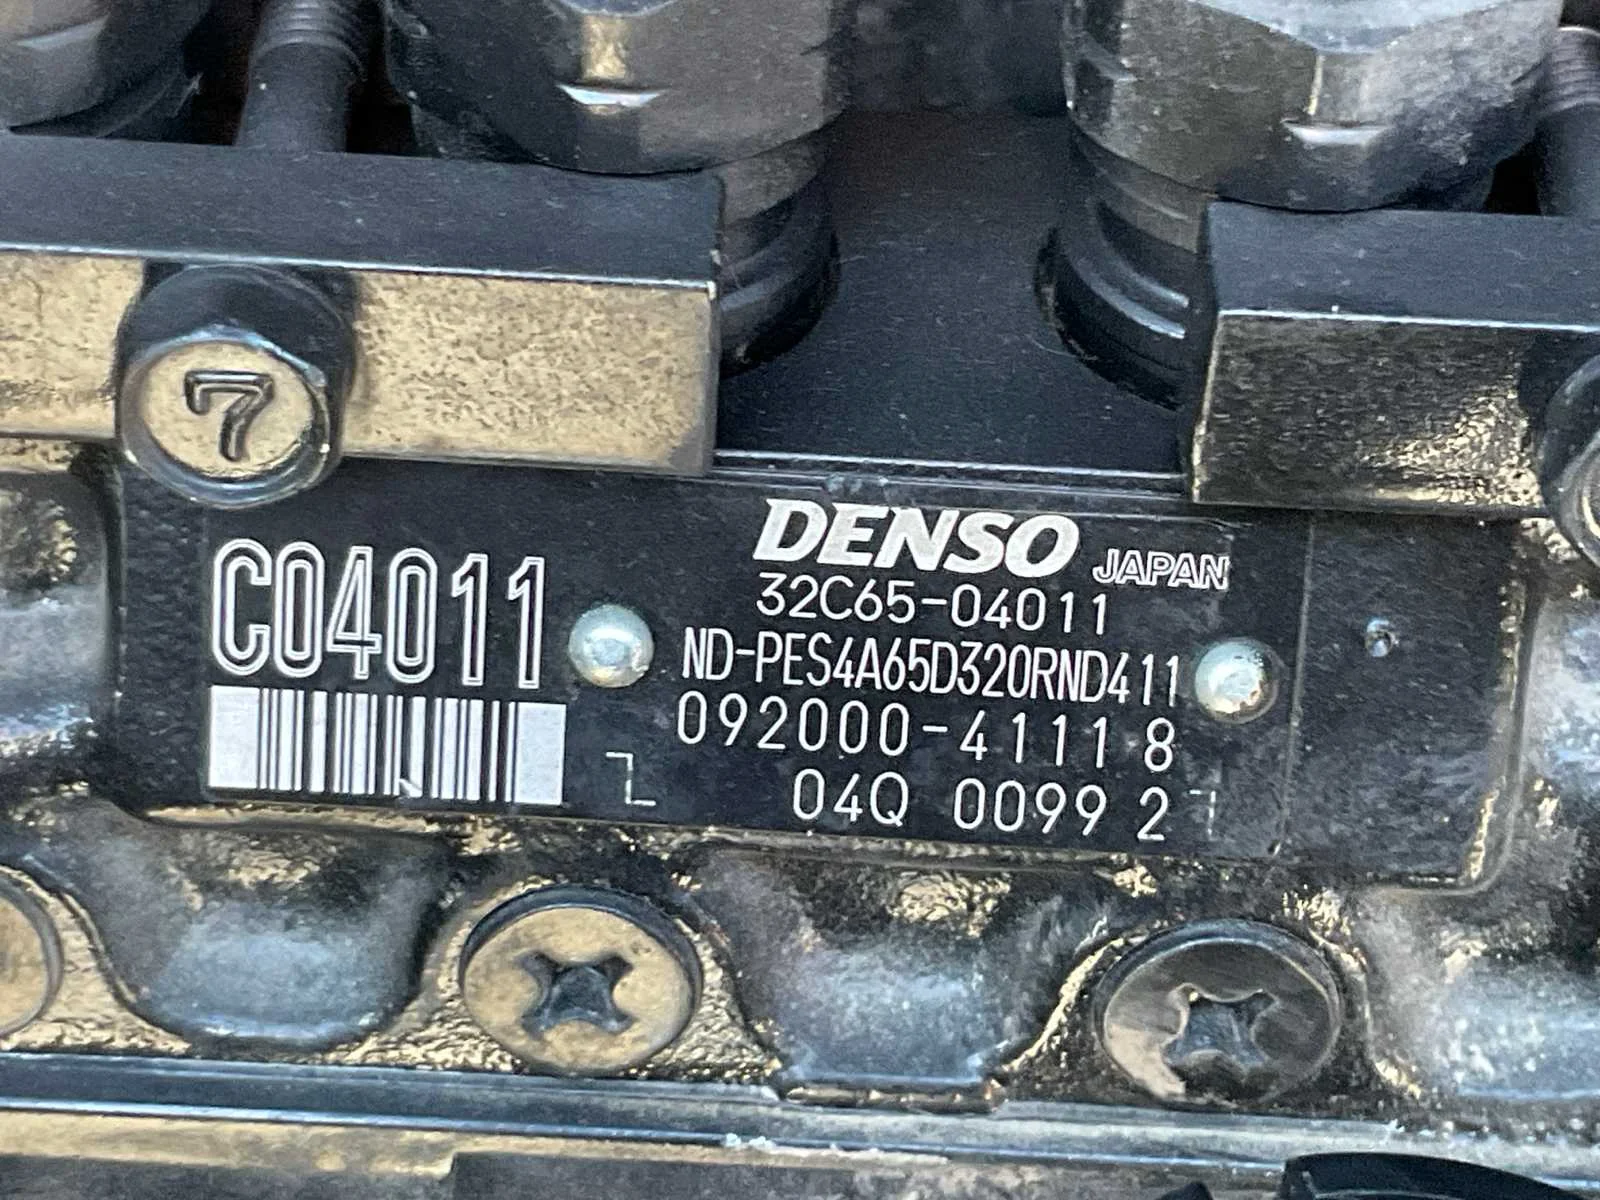 7
C04011
DENSO JAPAN
32C65-04011
ND-PES4A65D320RND411
092000-4111 8
04Q 0099 2